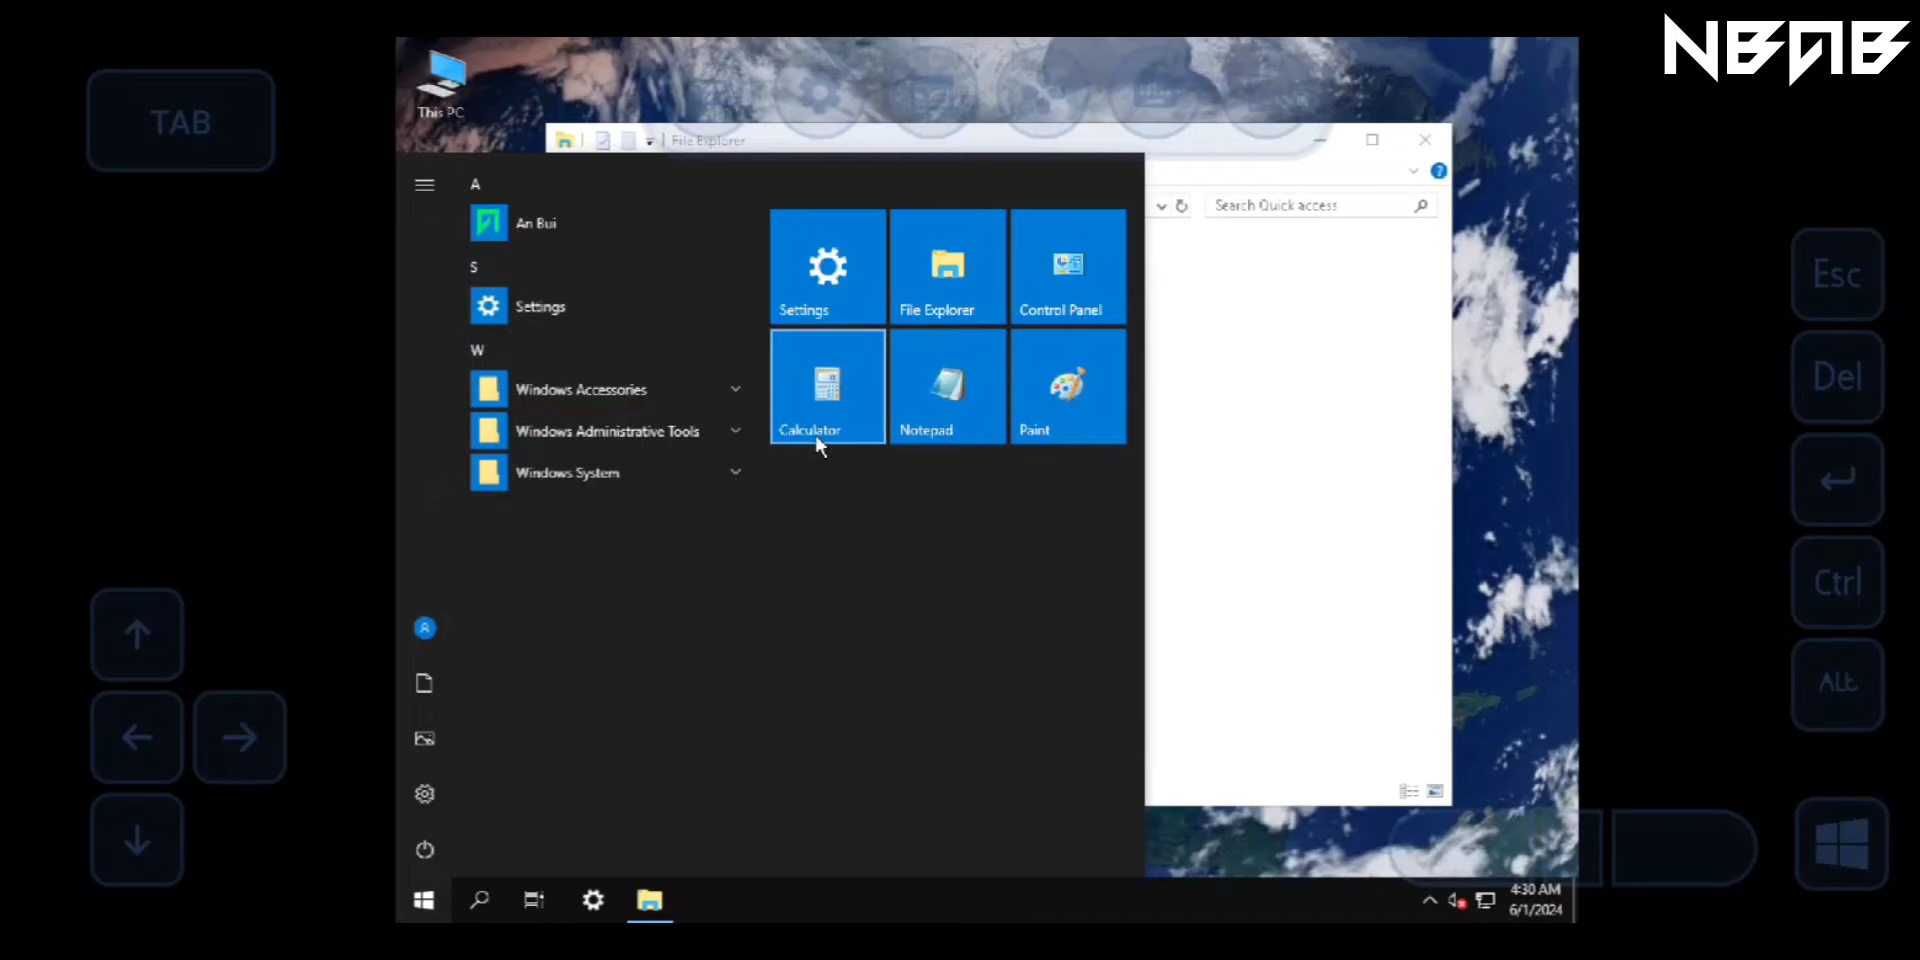 NBAB
TAB
This PC
File Explorer
Search Quick access
A
An Bui
S
Settings
W
Windows Accessories
Windows Administrative Tools
Windows System
Settings
File Explorer
Control Panel
Calculator
Notepad
Paint
Esc
Del
Ctrl
Alt
4:30 AM
6/1/2024